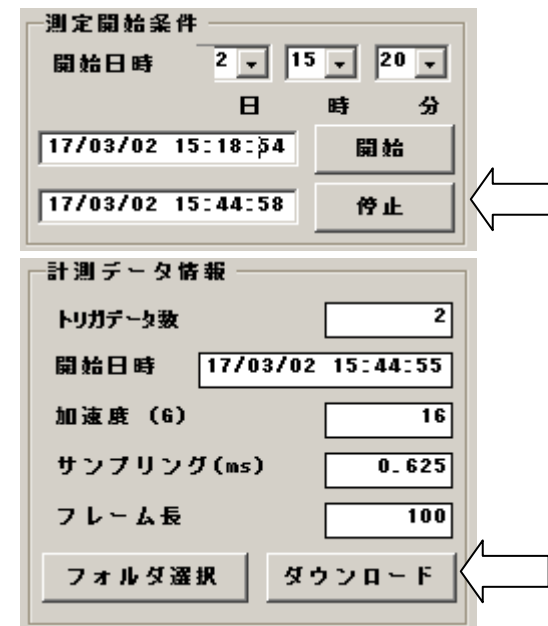 測定開始条件
開始日時 2 15 20
日 時 分
17/03/02 15:18:54 開始
17/03/02 15:44:58 停止
計測データ情報
トリガデータ数 2
開始日時 17/03/02 15:44:55
加速度 (G) 16
サンプリング(ms) 0.625
フレーム長 100
フォルダ選択 ダウンロード